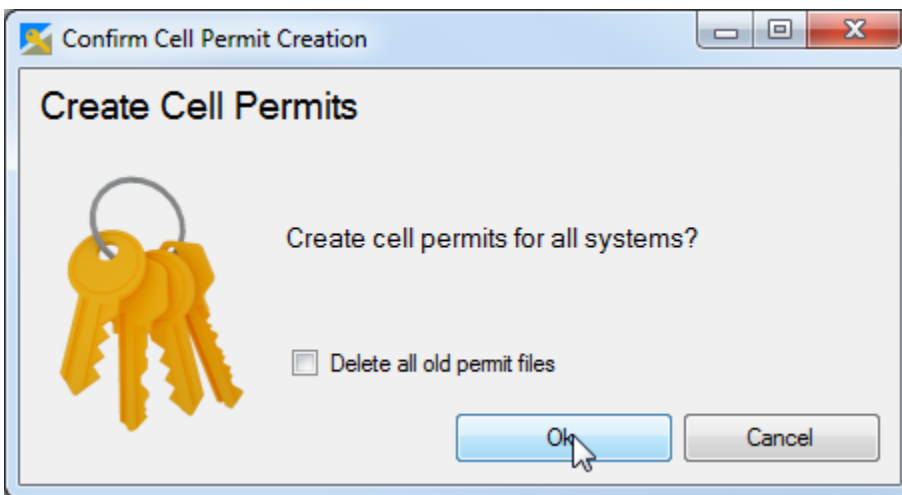 Confirm Cell Permit Creation
Create Cell Permits
Create cell permits for all systems?
Delete all old permit files
Ok
Cancel